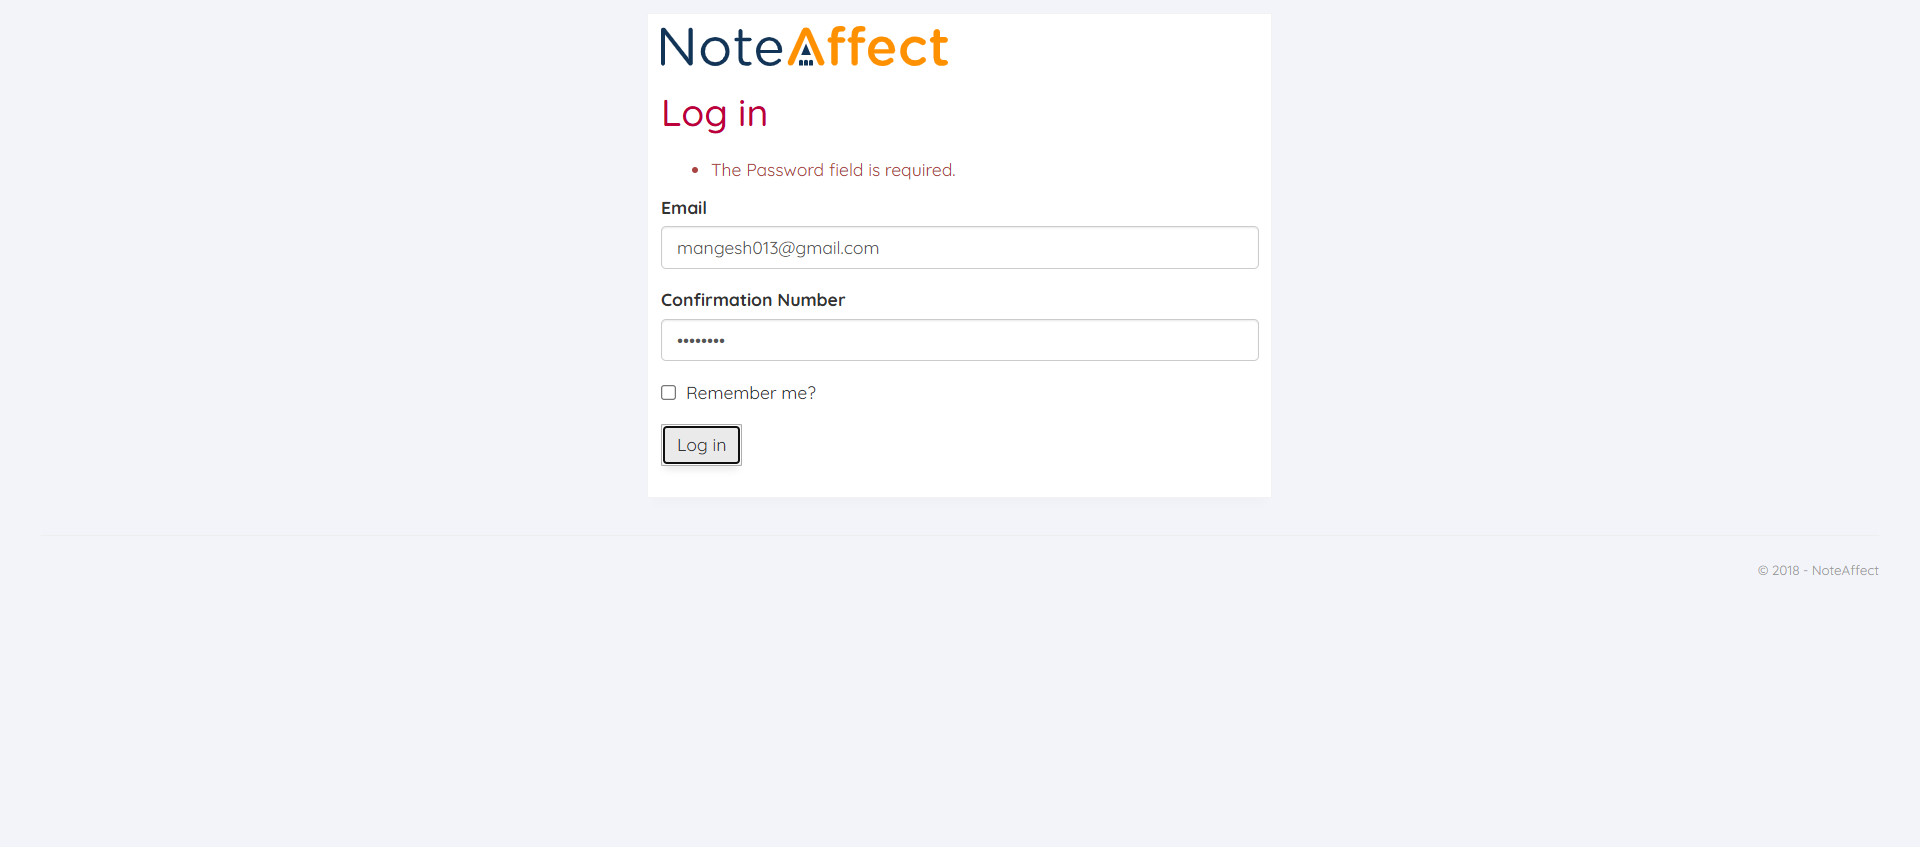 NoteAffect
Log in
• The Password field is required.
Email
mangesh013@gmail.com
Confirmation Number
••••••••
Remember me?
Log in
© 2018 - NoteAffect